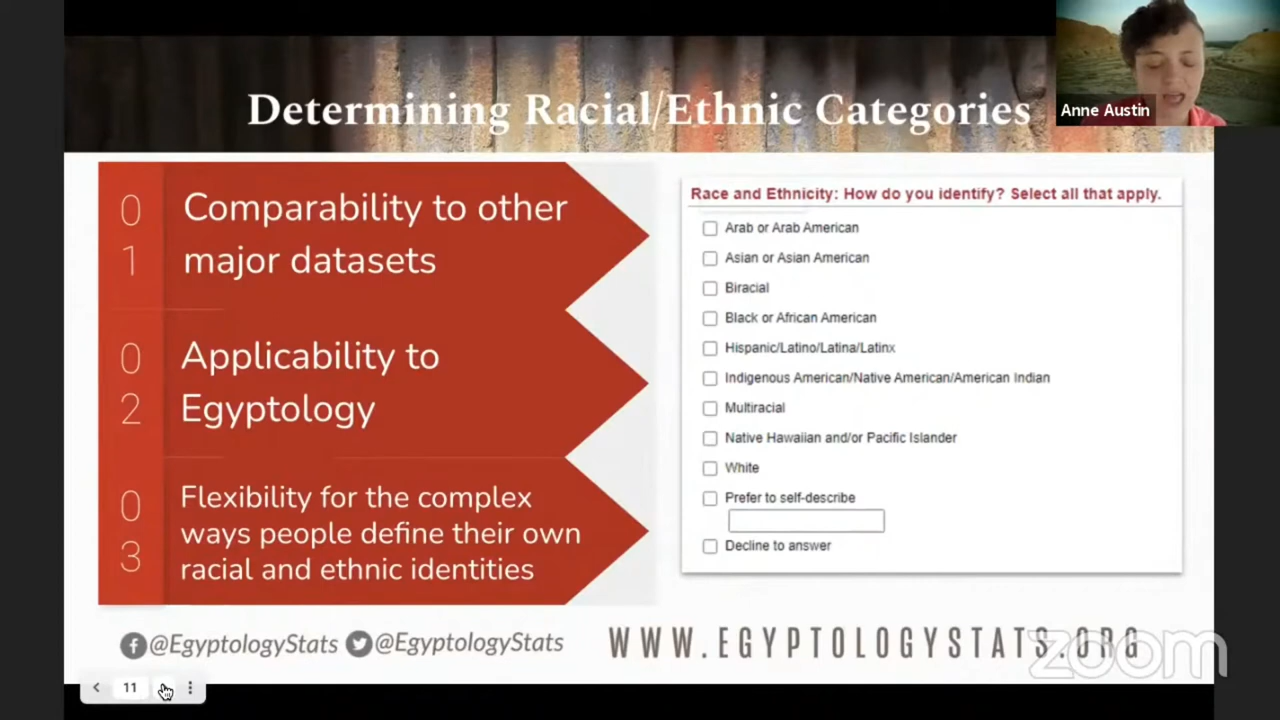 Determining Racial/Ethnic Categories
Anne Austin
0
1
Comparability to other
major datasets
0
2
Applicability to
Egyptology
0
3
Flexibility for the complex
ways people define their own
racial and ethnic identities
Race and Ethnicity: How do you identify? Select all that apply.
Arab or Arab American
Asian or Asian American
Biracial
Black or African American
Hispanic/Latino/Latina/Latinx
Indigenous American/Native American/American Indian
Multiracial
Native Hawaiian and/or Pacific Islander
White
Prefer to self-describe
Decline to answer
@EgyptologyStats @EgyptologyStats
WWW.EGYPTOLOGYSTATS.ORG
zoom
11